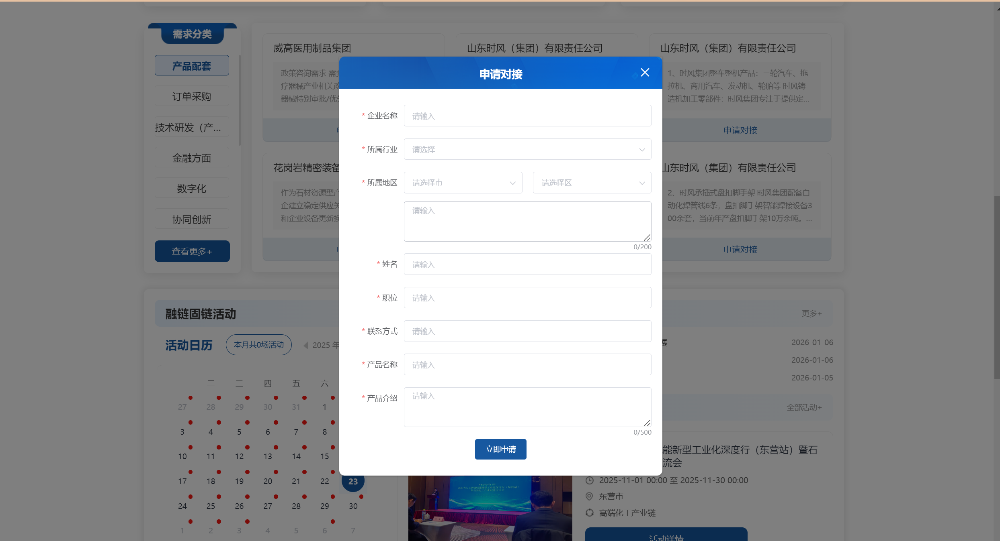 需求分类
产品配套
订单采购
技术研发（产...
金融方面
数字化
协同创新
查看更多+
威高医用制品集团
政策咨询需求 需要
疗器械产业相关政
器械特别审批/优先
山东时风（集团）有限责任公司
山东时风（集团）有限责任公司
1、时风集团整车整机产品：三轮汽车、拖
拉机、商用汽车、发动机、轮胎等 时风铸
造机加工零部件：时风集团专注于提供定...
申请对接
花岗岩精密装备
作为石材资源型产
企建立稳定供应关
和企业设备更新换
山东时风（集团）有限责任公司
2、时风承插式盘扣脚手架 时风集团配备自
动化焊管线6条，盘扣脚手架智能焊接设备3
00余套，当前年产盘扣脚手架10万余吨。...
申请对接
申请对接
* 企业名称 请输入
* 所属行业 请选择
* 所属地区 请选择市 请选择区
请输入
0/200
* 姓名 请输入
* 职位 请输入
* 联系方式 请输入
* 产品名称 请输入
* 产品介绍 请输入
0/500
立即申请
融链固链活动
活动日历 本月共0场活动 2025 年
一 二 三 四 五 六
27 28 29 30 31 1
3 4 5 6 7 8
10 11 12 13 14 15
17 18 19 20 21 22 23
24 25 26 27 28 29 30
1 2 3 4 5 6 7
更多+
展 2026-01-06
2026-01-06
2026-01-05
全部活动+
能新型工业化深度行（东营站）暨石
流会
2025-11-01 00:00 至 2025-11-30 00:00
东营市
高端化工产业链
活动详情